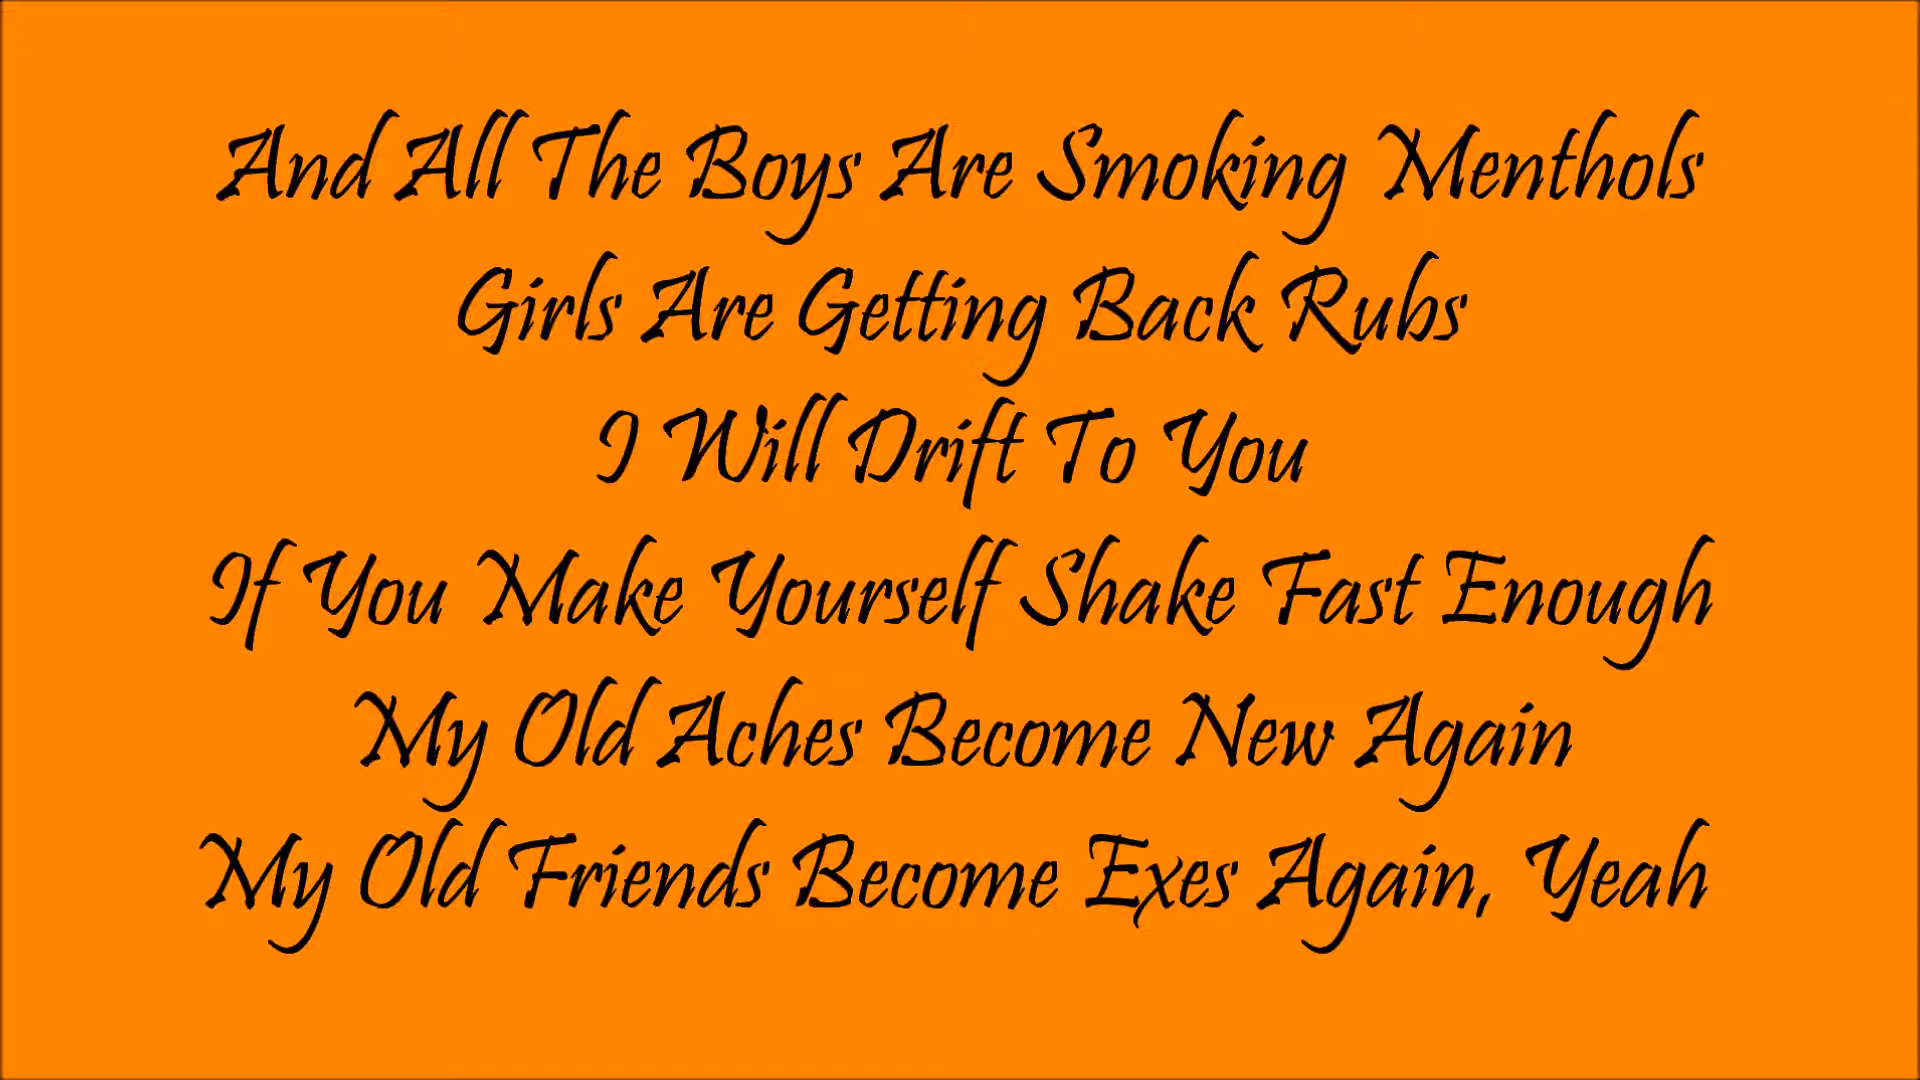 And All The Boys Are Smoking Menthols
Girls Are Getting Back Rubs
I Will Drift To You
If You Make Yourself Shake Fast Enough
My Old Aches Become New Again
My Old Friends Become Exes Again, Yeah